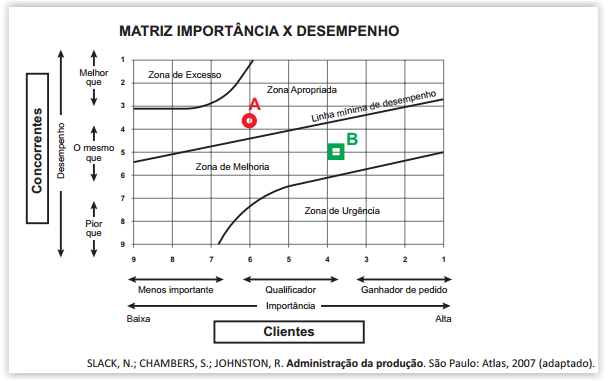 MATRIZ IMPORTÂNCIA X DESEMPENHO
Concorrentes
Desempenho
Melhor
que
O mesmo
que
Pior
que
1
2
3
4
5
6
7
8
9
Zona de Excesso
Zona Apropriada
A
Linha mínima de desempenho
B
Zona de Melhoria
Zona de Urgência
9 8 7 6 5 4 3 2 1
Menos importante Qualificador Ganhador de pedido
Importância
Baixa Alta
Clientes
SLACK, N.; CHAMBERS, S.; JOHNSTON, R. Administração da produção. São Paulo: Atlas, 2007 (adaptado).